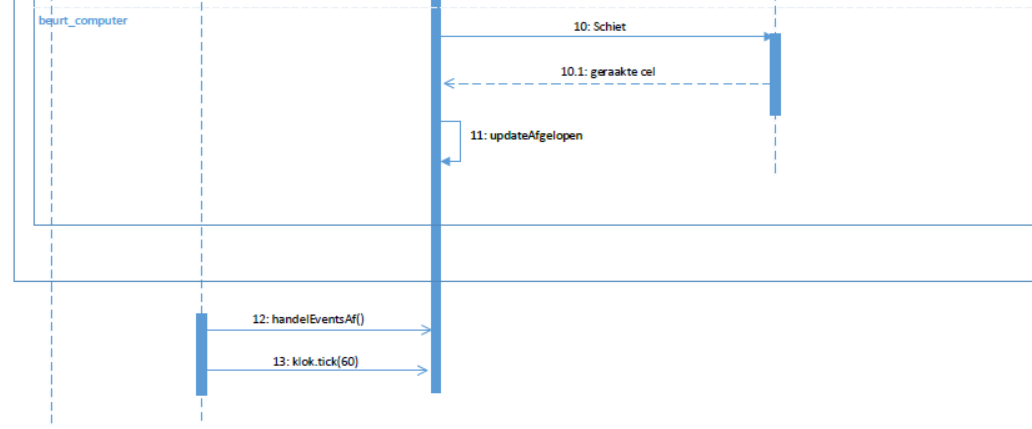 beurt_computer
10: Schiet
10.1: geraakte cel
11: updateAfgelopen
12: handelEventsAf()
13: klok.tick(60)